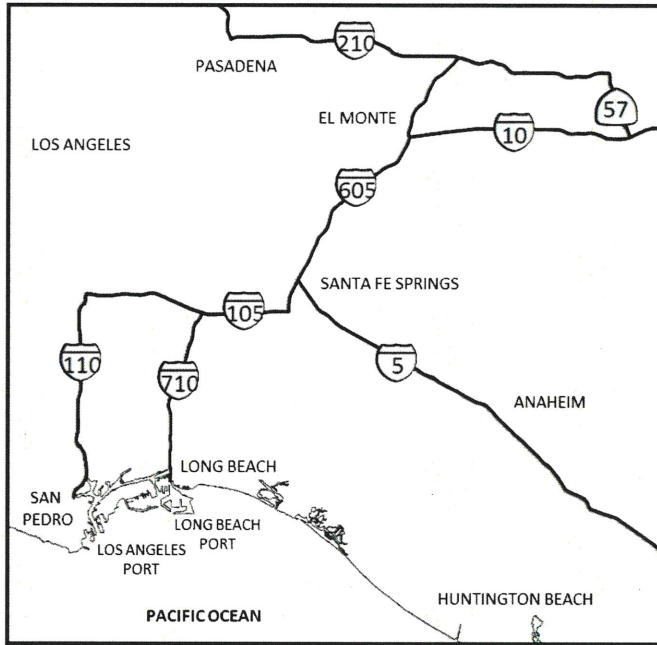 210
PASADENA
57
EL MONTE
10
LOS ANGELES
605
SANTA FE SPRINGS
105
110
710
5
ANAHEIM
LONG BEACH
SAN
PEDRO
LONG BEACH
PORT
LOS ANGELES
PORT
HUNTINGTON BEACH
PACIFIC OCEAN